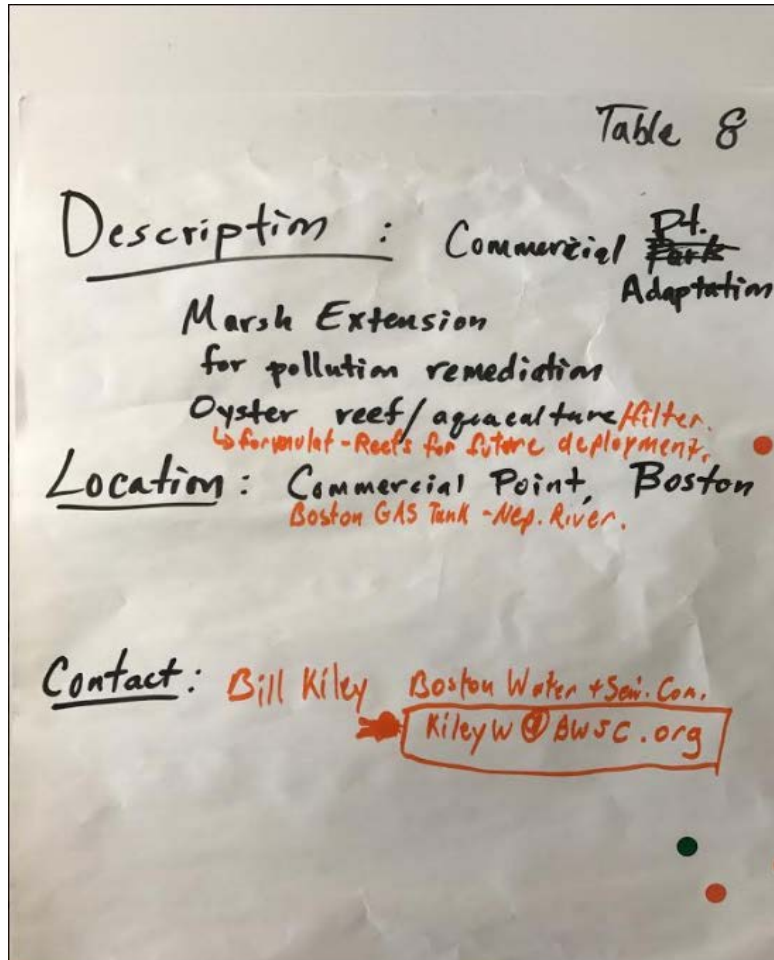 Table 8
Description : Commercial Pt.
Adaptation
Marsh Extension
for pollution remediation
Oyster reef/aquaculture/filter.
↳ formulat-Reefs for future deployment.
Location : Commercial Point, Boston
Boston GAS Tank -Nep. River.
Contact : Bill Kiley Boston Water + Sew. Com.
KileyW@BWSC.org